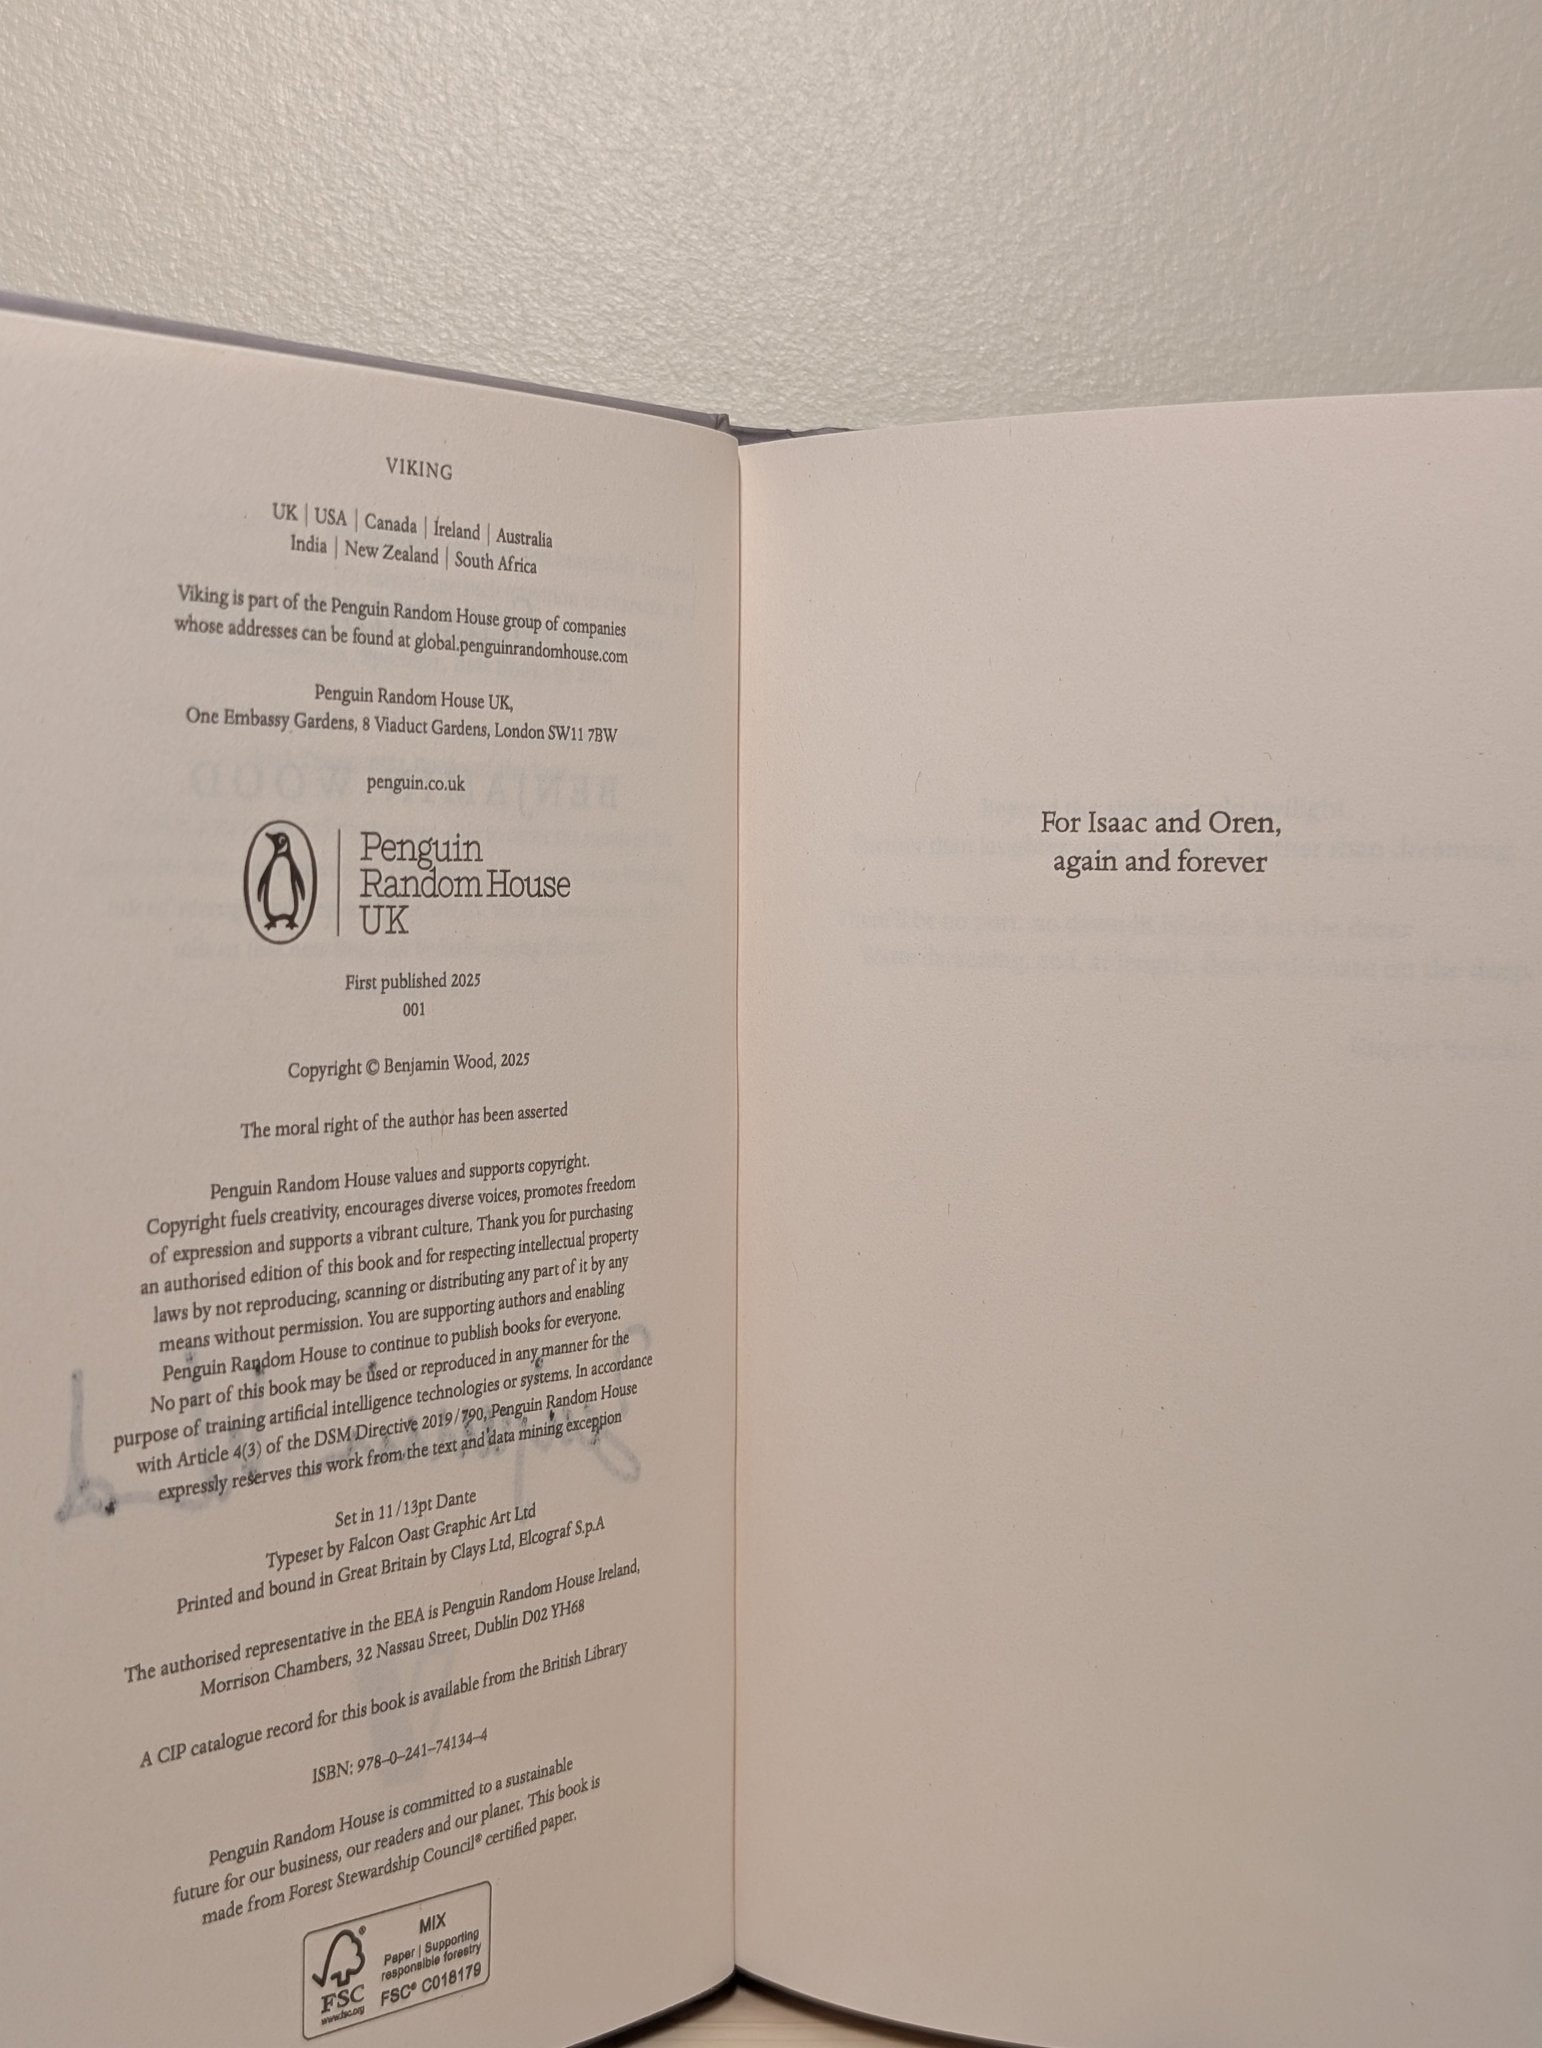 VIKING
UK | USA | Canada | Ireland | Australia
India | New Zealand | South Africa
Viking is part of the Penguin Random House group of companies
whose addresses can be found at global.penguinrandomhouse.com
Penguin Random House UK,
One Embassy Gardens, 8 Viaduct Gardens, London SW11 7BW
penguin.co.uk
Penguin
Random House
UK
First published 2025
001
Copyright © Benjamin Wood, 2025
The moral right of the author has been asserted
Penguin Random House values and supports copyright.
Copyright fuels creativity, encourages diverse voices, promotes freedom
of expression and supports a vibrant culture. Thank you for purchasing
an authorised edition of this book and for respecting intellectual property
laws by not reproducing, scanning or distributing any part of it by any
means without permission. You are supporting authors and enabling
Penguin Random House to continue to publish books for everyone.
No part of this book may be used or reproduced in any manner for the
purpose of training artificial intelligence technologies or systems. In accordance
with Article 4(3) of the DSM Directive 2019/790, Penguin Random House
expressly reserves this work from the text and data mining exception
Set in 11/13pt Dante
Typeset by Falcon Oast Graphic Art Ltd
Printed and bound in Great Britain by Clays Ltd, Elcograf S.p.A
The authorised representative in the EEA is Penguin Random House Ireland,
Morrison Chambers, 32 Nassau Street, Dublin D02 YH68
A CIP catalogue record for this book is available from the British Library
ISBN: 978–0–241–74134–4
Penguin Random House is committed to a sustainable
future for our business, our readers and our planet. This book is
made from Forest Stewardship Council® certified paper.
FSC
www.fsc.org
MIX
Paper | Supporting
responsible forestry
FSC® C018179
For Isaac and Oren,
again and forever